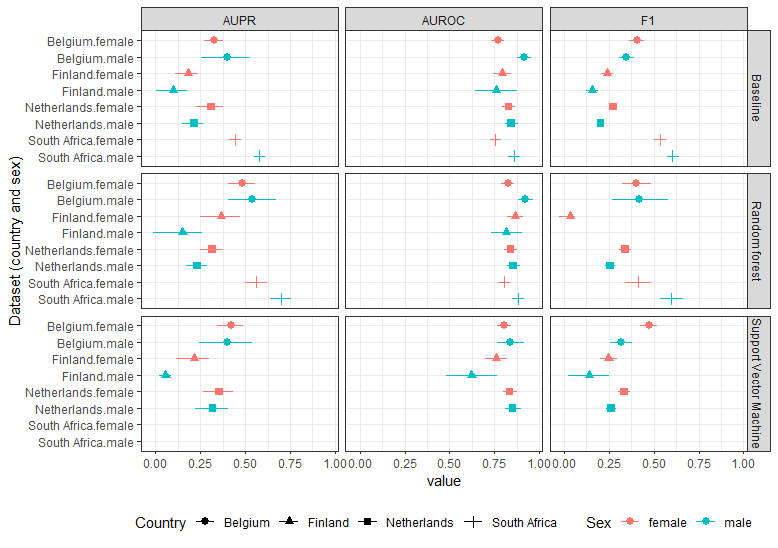 AUPR AUROC F1
Belgium.female
Belgium.male
Finland.female
Finland.male
Netherlands.female
Netherlands.male
South Africa.female
South Africa.male
Baseline
Belgium.female
Belgium.male
Finland.female
Finland.male
Netherlands.female
Netherlands.male
South Africa.female
South Africa.male
Random forest
Belgium.female
Belgium.male
Finland.female
Finland.male
Netherlands.female
Netherlands.male
South Africa.female
South Africa.male
Support Vector Machine
Dataset (country and sex)
0.00 0.25 0.50 0.75 1.00 0.00 0.25 0.50 0.75 1.00 0.00 0.25 0.50 0.75 1.00
value
Country Belgium Finland Netherlands South Africa Sex female male